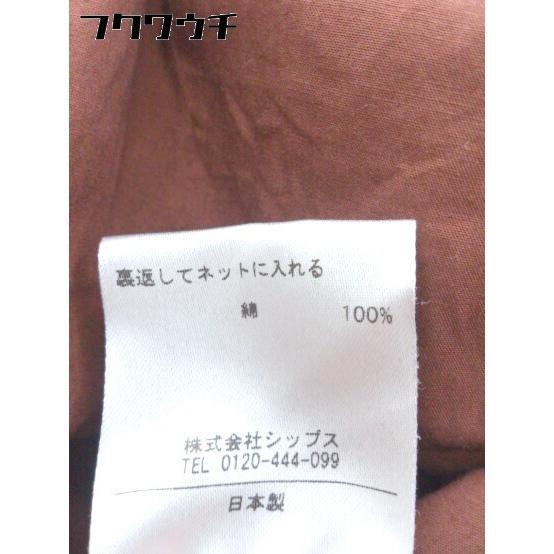 フクワウチ
裏返してネットに入れる
綿 100%
株式会社シップス
TEL 0120-444-099
日本製